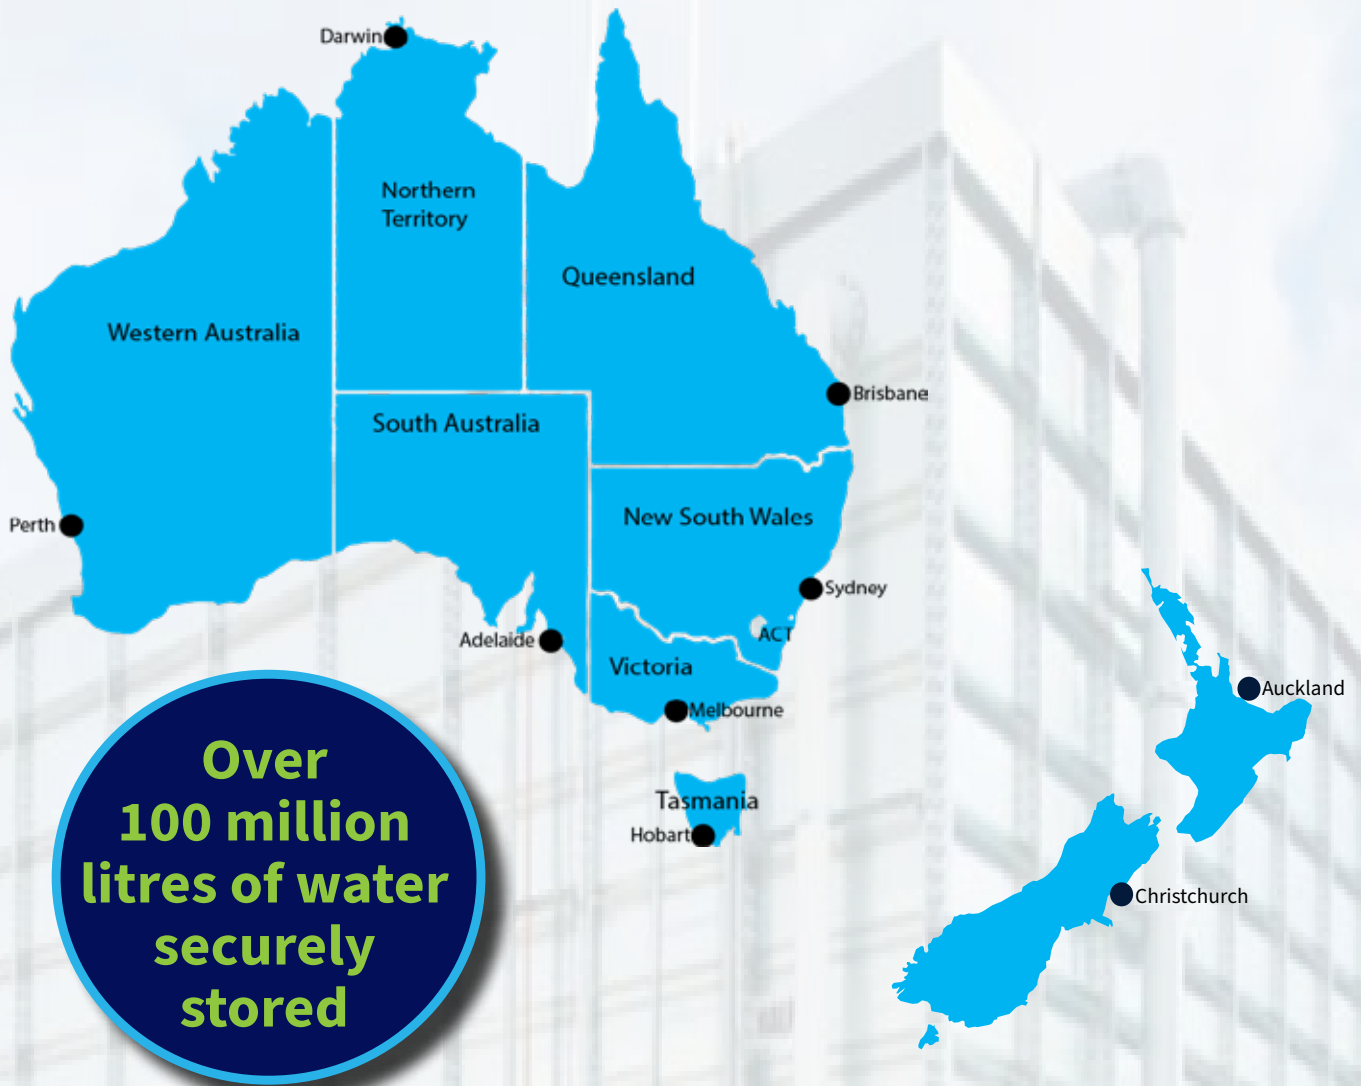 Darwin
Northern
Territory
Queensland
Western Australia
Brisbane
South Australia
New South Wales
Perth
Sydney
ACT
Adelaide
Victoria
Auckland
Melbourne
Over
100 million
litres of water
securely
stored
Tasmania
Hobart
Christchurch